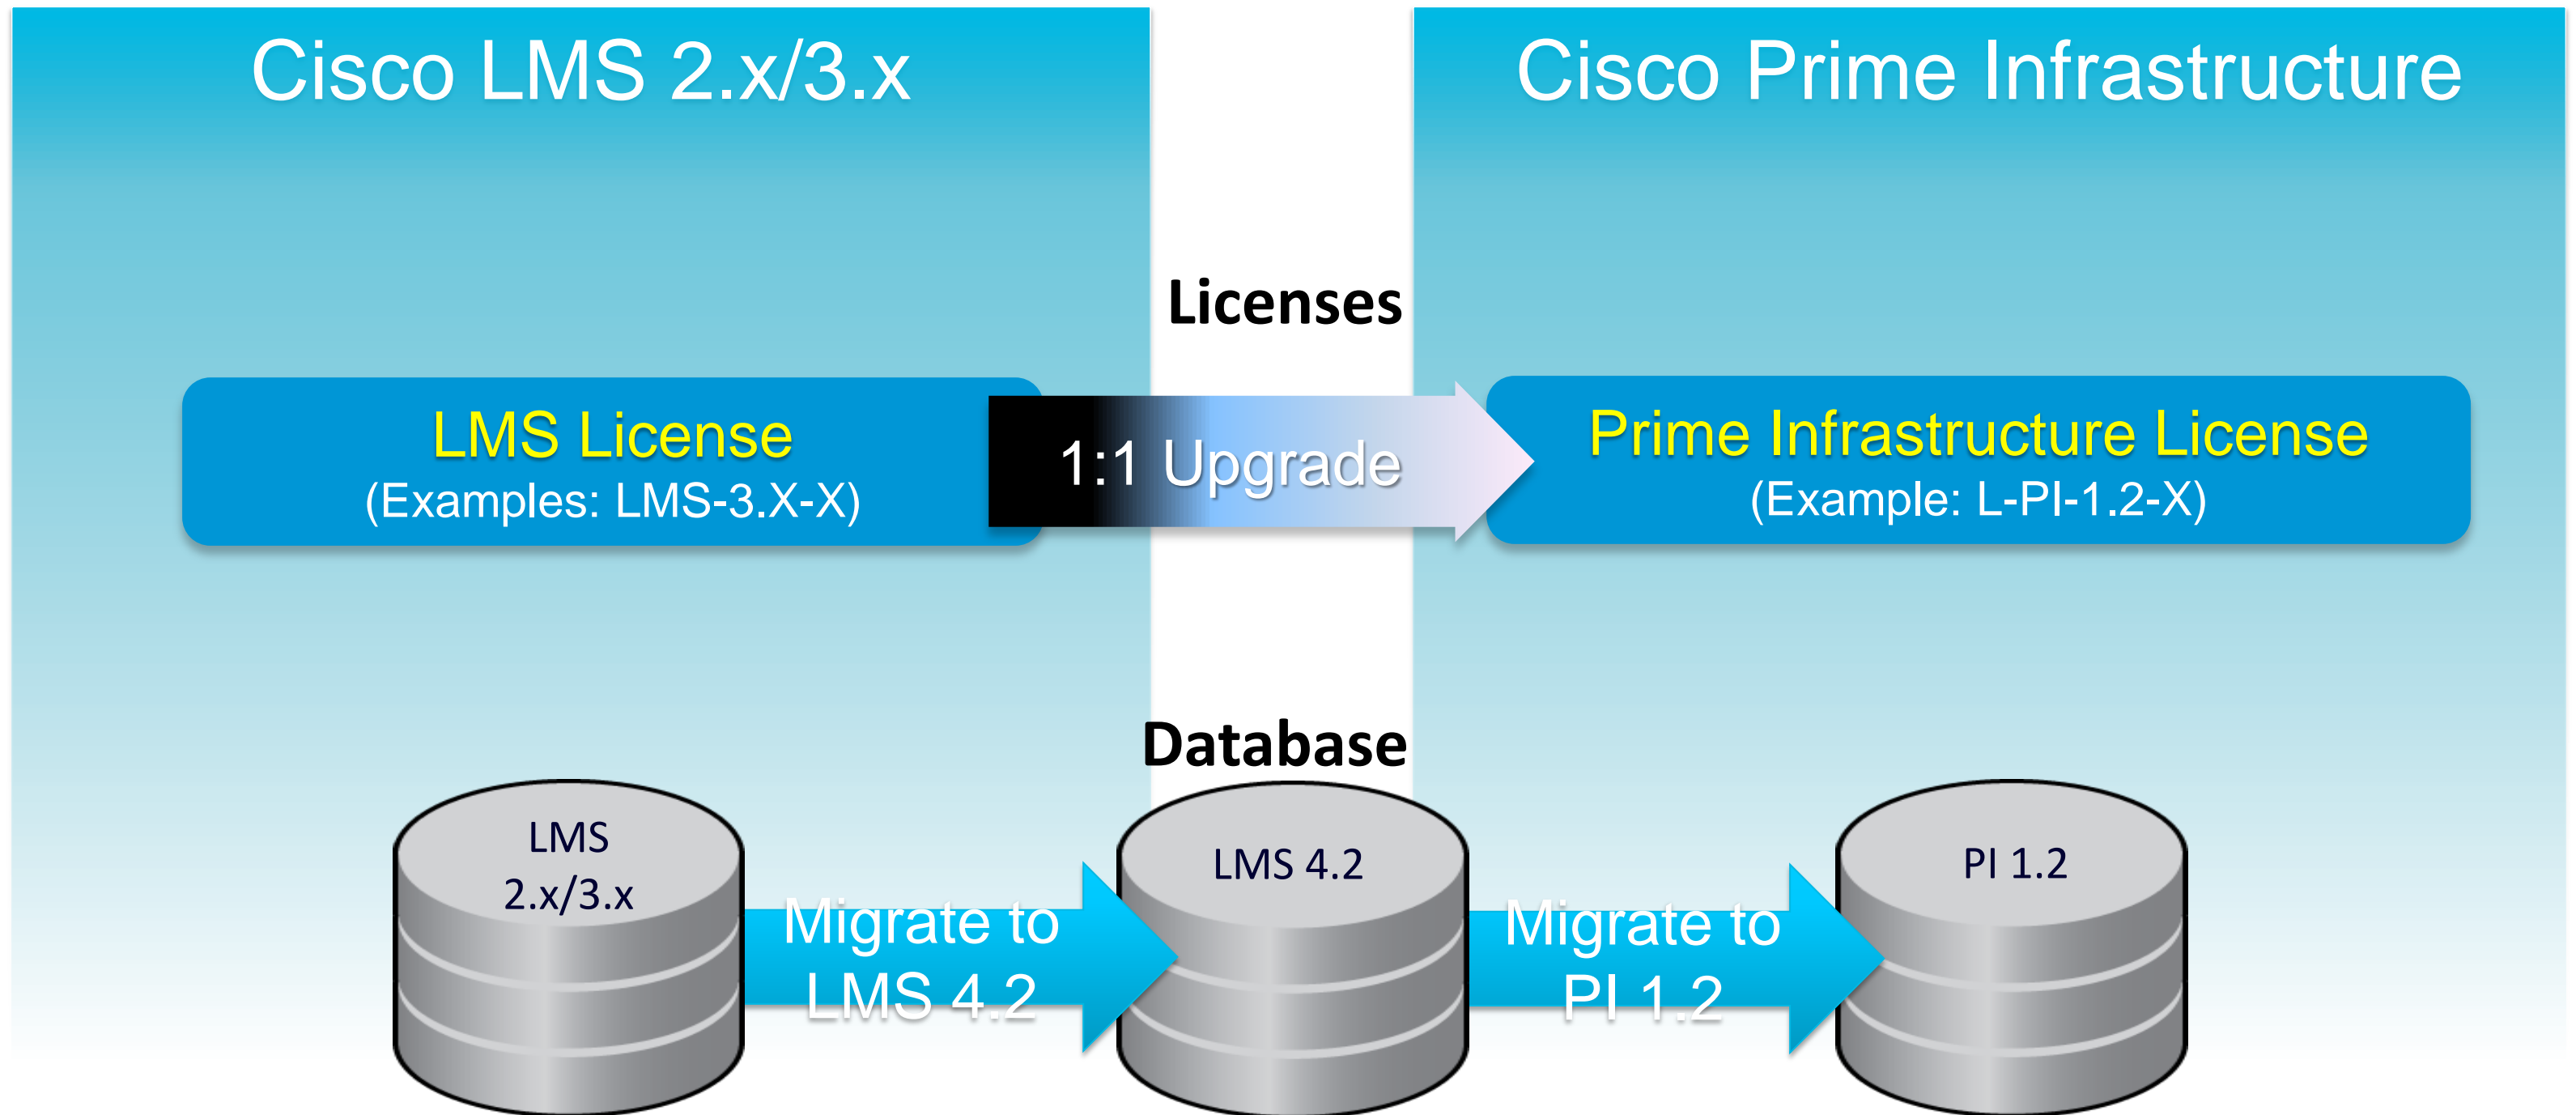 Cisco LMS 2.x/3.x
Cisco Prime Infrastructure
Licenses
LMS License
(Examples: LMS-3.X-X)
1:1 Upgrade
Prime Infrastructure License
(Example: L-PI-1.2-X)
Database
LMS
2.x/3.x
Migrate to
LMS 4.2
LMS 4.2
Migrate to
PI 1.2
PI 1.2